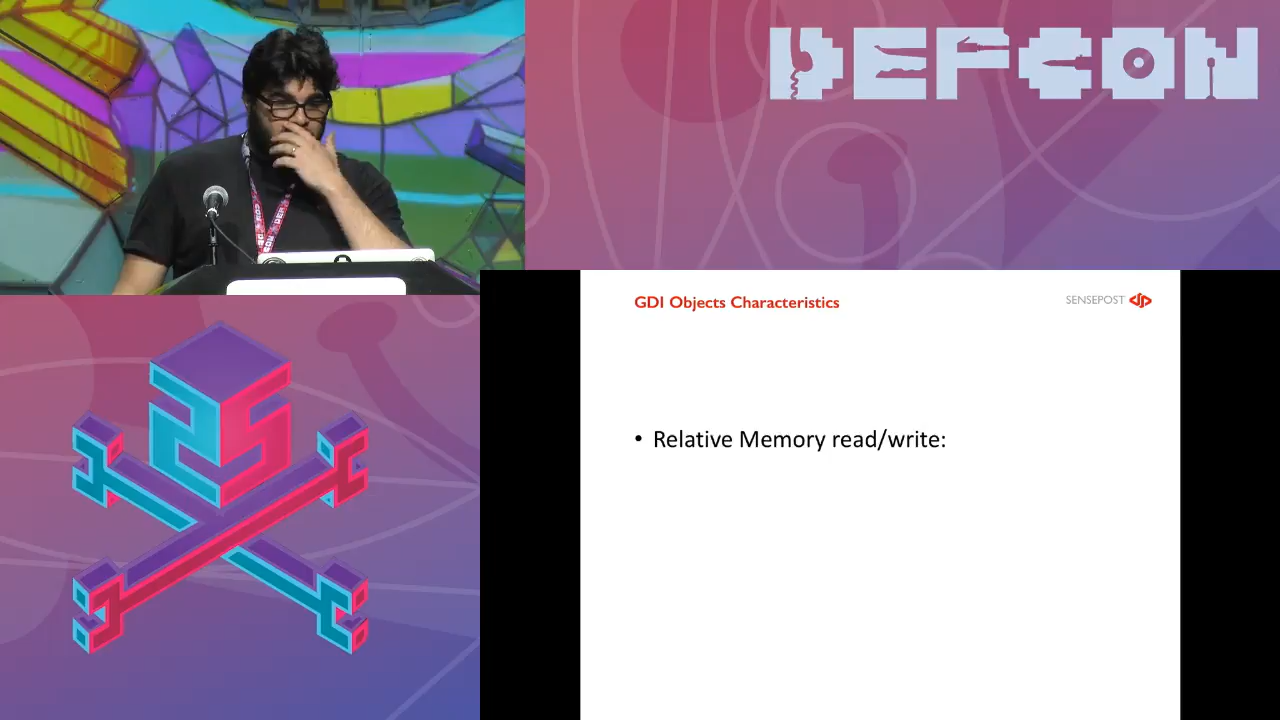 DEFCON
GDI Objects Characteristics
SENSEPOST
• Relative Memory read/write: